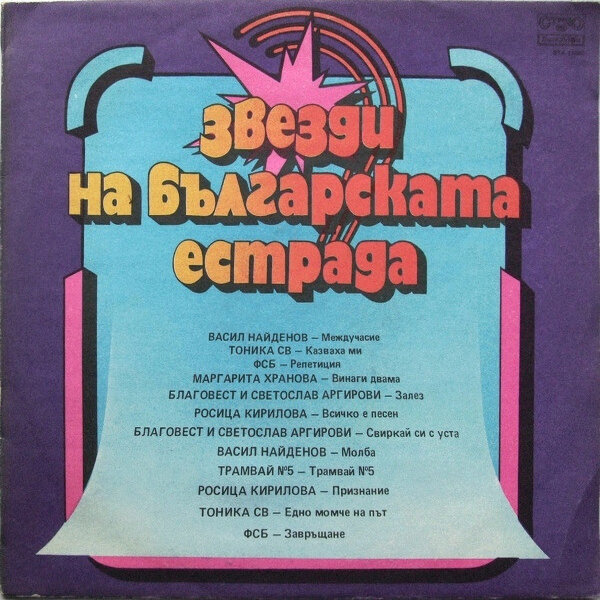 СТЕРЕО
Балкантон
звезди
на българската
естрада
ВАСИЛ НАЙДЕНОВ – Междучасие
ТОНИКА СВ – Казваха ми
ФСБ – Репетиция
МАРГАРИТА ХРАНОВА – Винаги двама
БЛАГОВЕСТ И СВЕТОСЛАВ АРГИРОВИ – Залез
РОСИЦА КИРИЛОВА – Всичко е песен
БЛАГОВЕСТ И СВЕТОСЛАВ АРГИРОВИ – Свиркай си с уста
ВАСИЛ НАЙДЕНОВ – Молба
ТРАМВАЙ №5 – Трамвай №5
РОСИЦА КИРИЛОВА – Признание
ТОНИКА СВ – Едно момче на път
ФСБ – Завръщане